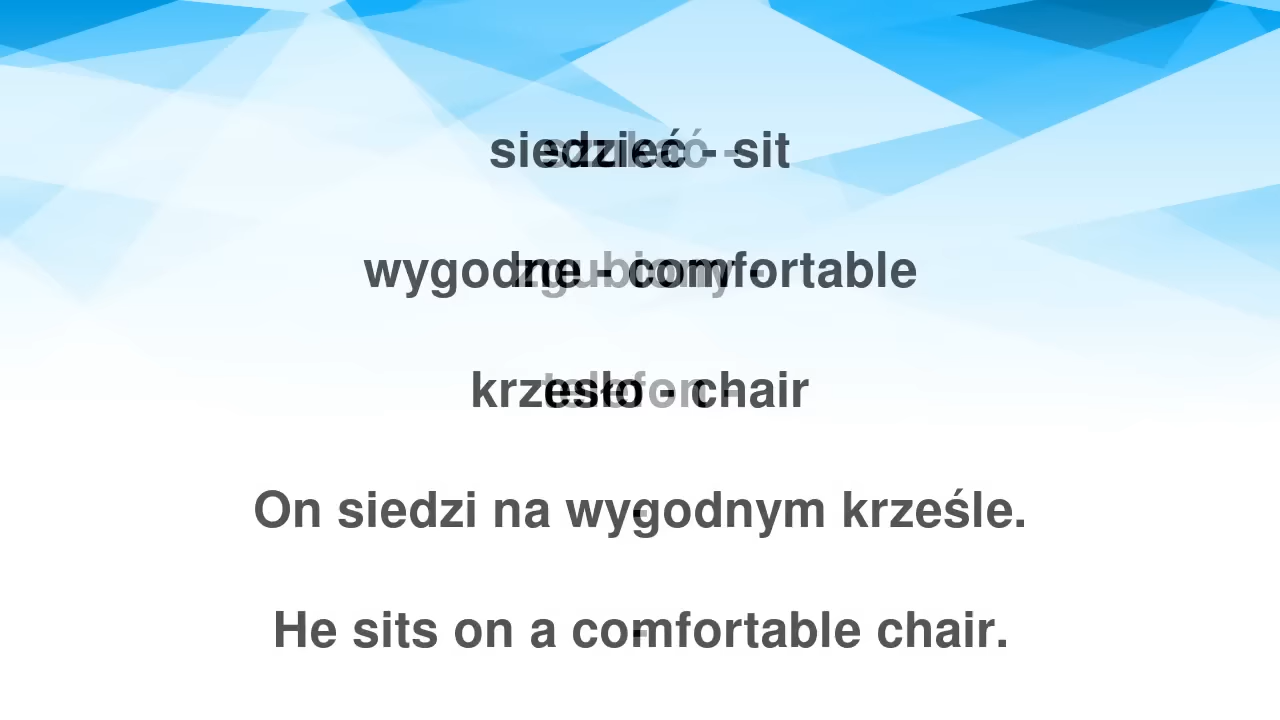 siedzieć - sit
wygodne - comfortable
krzesło - chair
On siedzi na wygodnym krześle.
He sits on a comfortable chair.